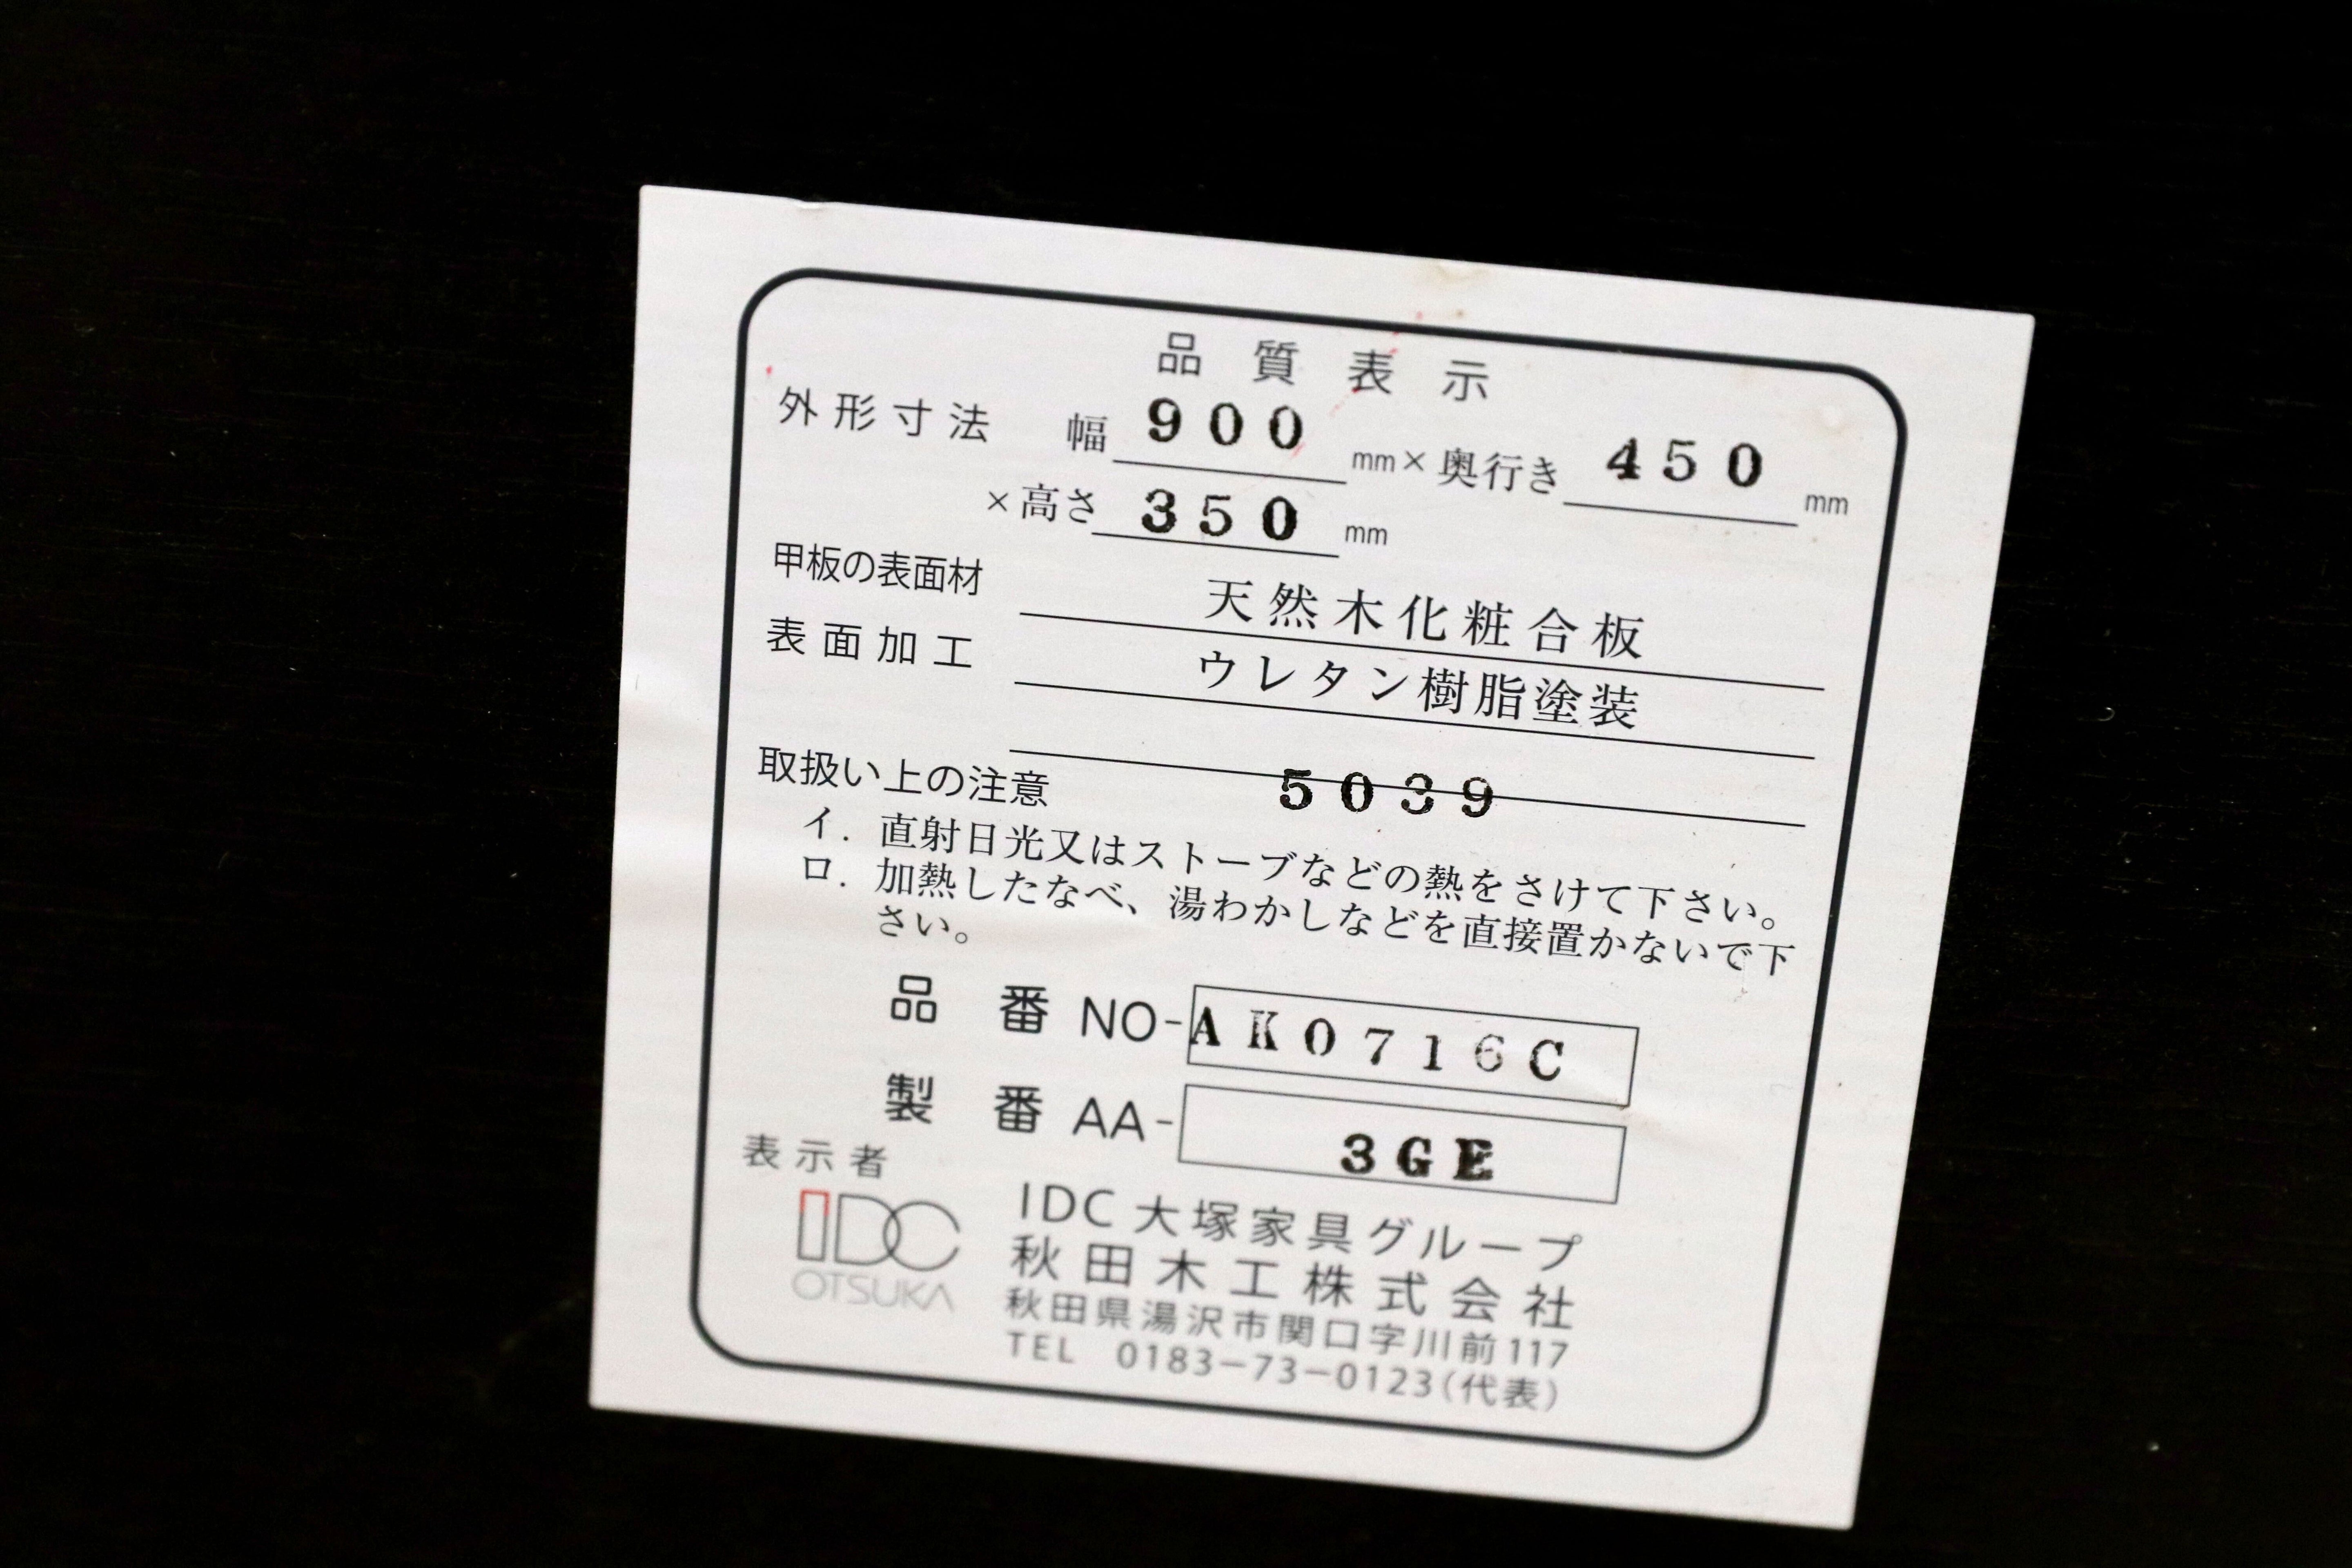 品質表示
外形寸法 幅 900 mm×奥行き 450 mm
×高さ 350 mm
甲板の表面材 天然木化粧合板
表面加工 ウレタン樹脂塗装
5039
取扱い上の注意
イ. 直射日光又はストーブなどの熱をさけて下さい。
ロ. 加熱したなべ、湯わかしなどを直接置かないで下
さい。
品番 NO-AK0716C
製番 AA-3GE
表示者
IDC
OTSUKA
IDC大塚家具グループ
秋田木工株式会社
秋田県湯沢市関口字川前117
TEL 0183-73-0123(代表)